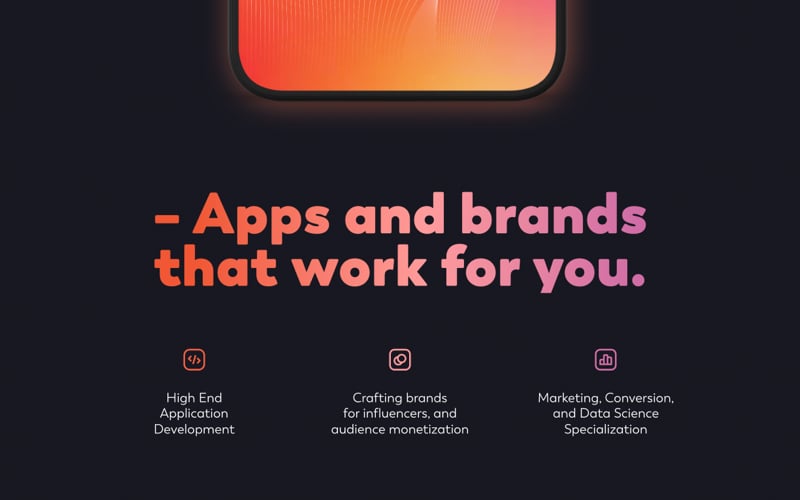 – Apps and brands
that work for you.
High End
Application
Development
Crafting brands
for influencers, and
audience monetization
Marketing, Conversion,
and Data Science
Specialization